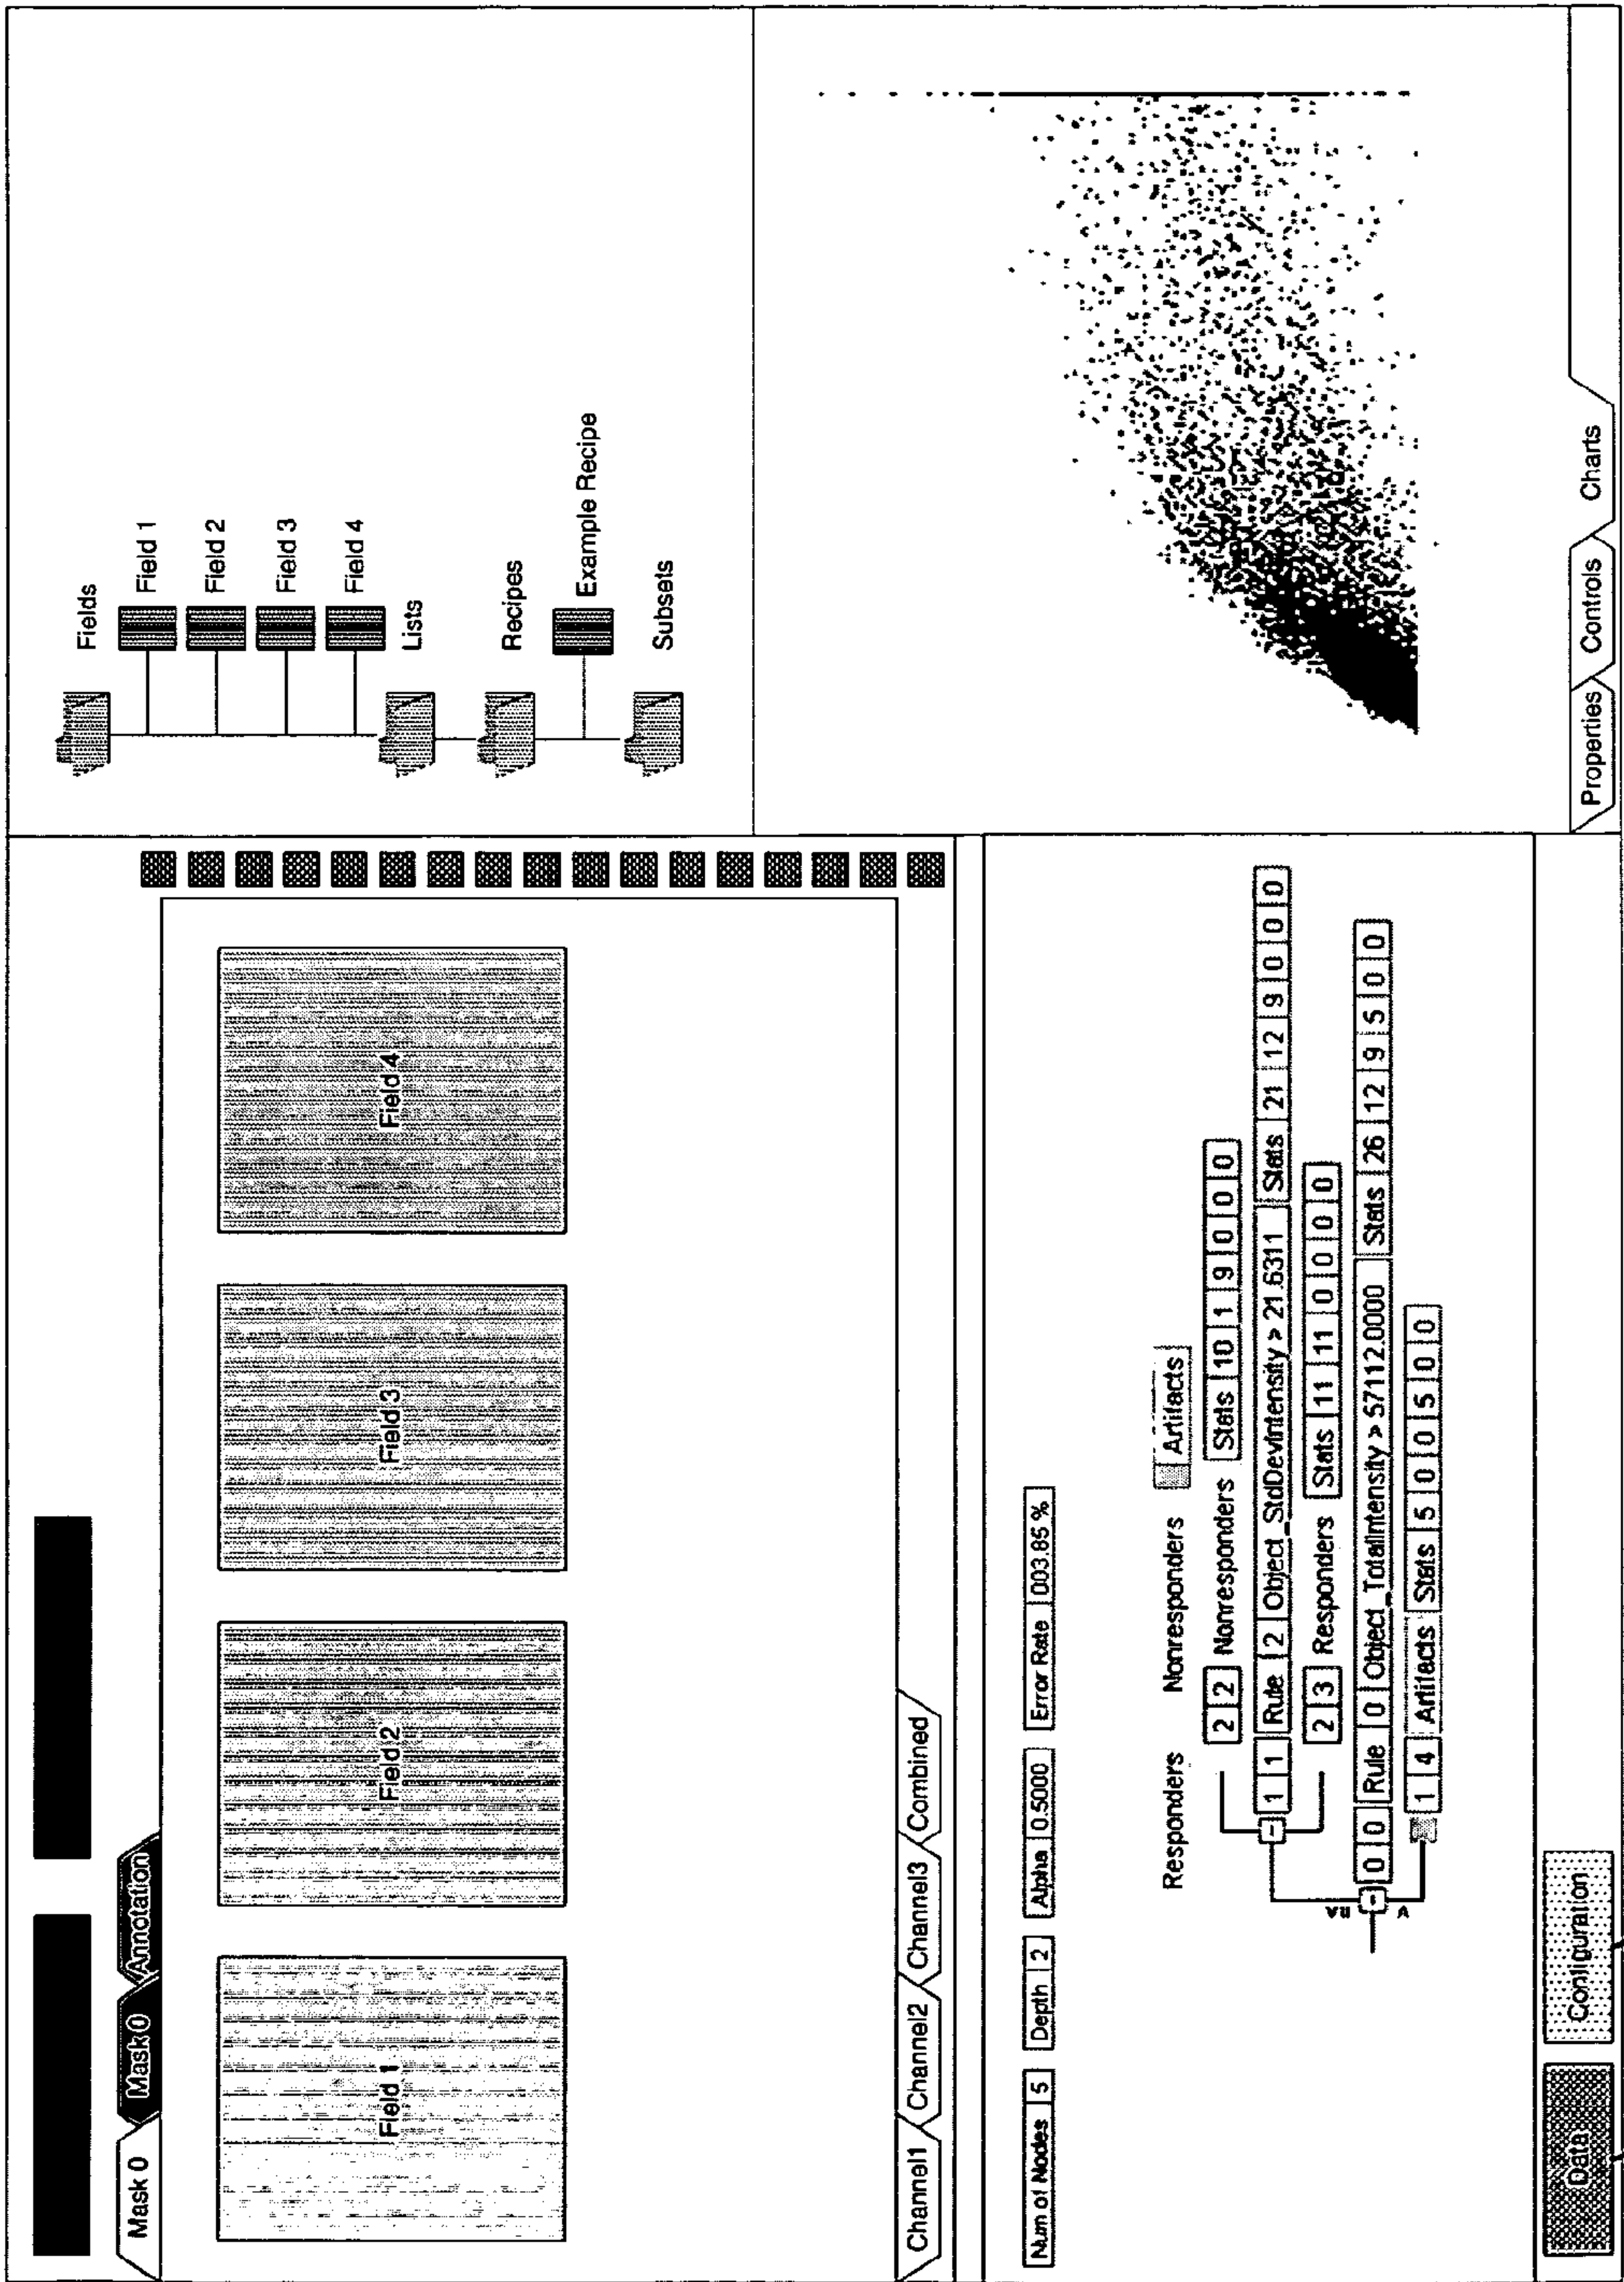 Mask 0 Mask 0 Annotation
Field 1 Field 2 Field 3 Field 4
Channel1 Channel2 Channel3 Combined
Fields
Field 1
Field 2
Field 3
Field 4
Lists
Recipes
Example Recipe
Subsets
Num of Nodes 5 Depth 2 Alpha 0.5000 Error Rate 003.85 %
Responders Nonresponders Artifacts
2 2 Nonresponders Stats 10 1 9 0 0 0
1 1 Rule 2 Object_StdDevIntensity > 21.6311 Stats 21 12 9 0 0 0
2 3 Responders Stats 11 11 0 0 0 0
0 0 Rule 0 Object_TotalIntensity > 57112.0000 Stats 26 12 9 5 0 0
1 4 Artifacts Stats 5 0 0 5 0 0
Data Configuration
Properties Controls Charts